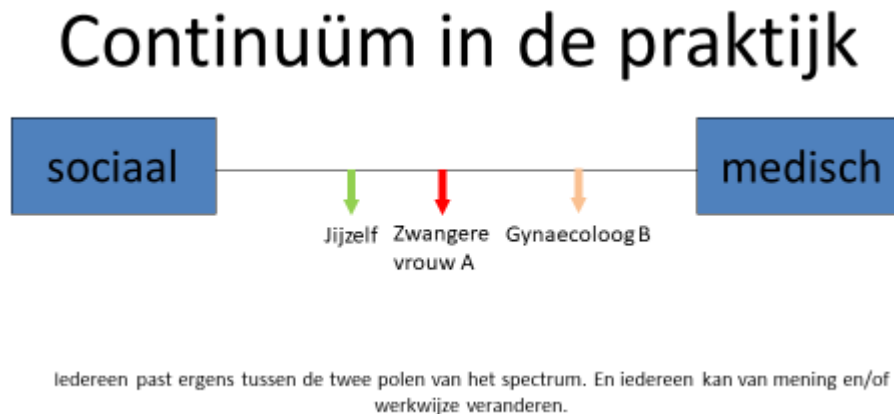 Continuüm in de praktijk
sociaal
medisch
Jijzelf
Zwangere
vrouw A
Gynaecoloog B
Iedereen past ergens tussen de twee polen van het spectrum. En iedereen kan van mening en/of
werkwijze veranderen.